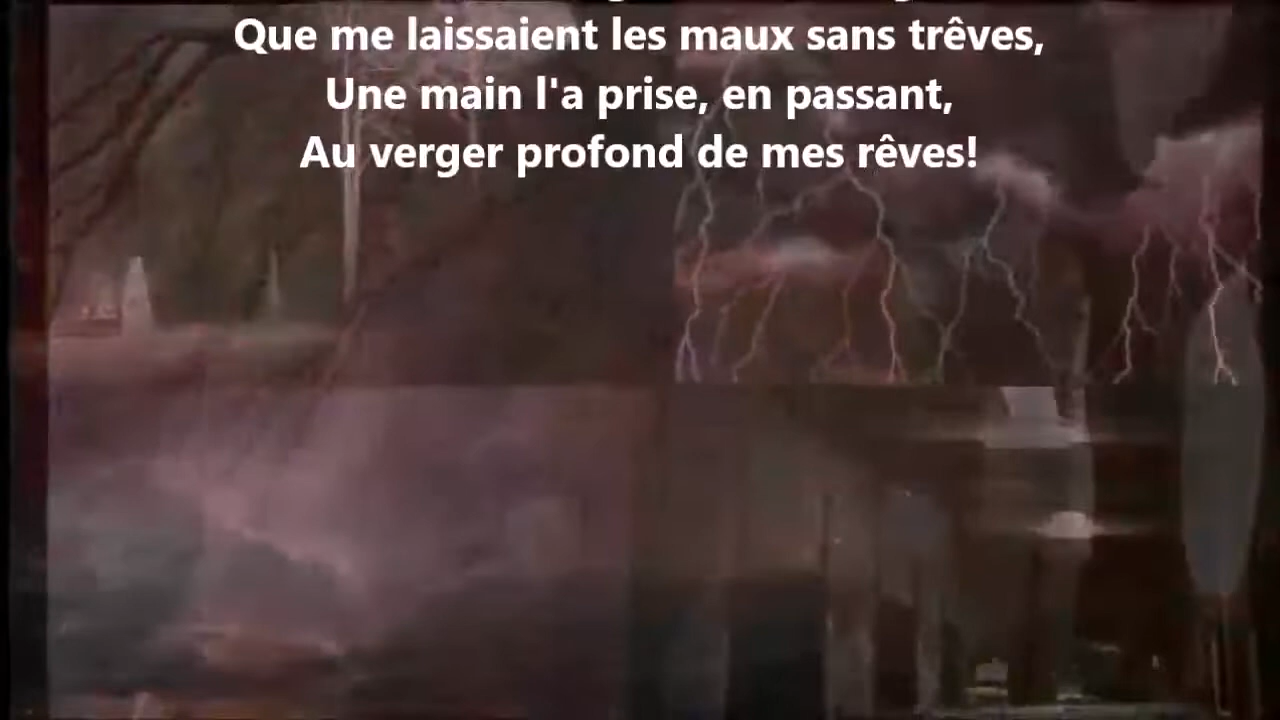 Que me laissaient les maux sans trêves,
Une main l'a prise, en passant,
Au verger profond de mes rêves!